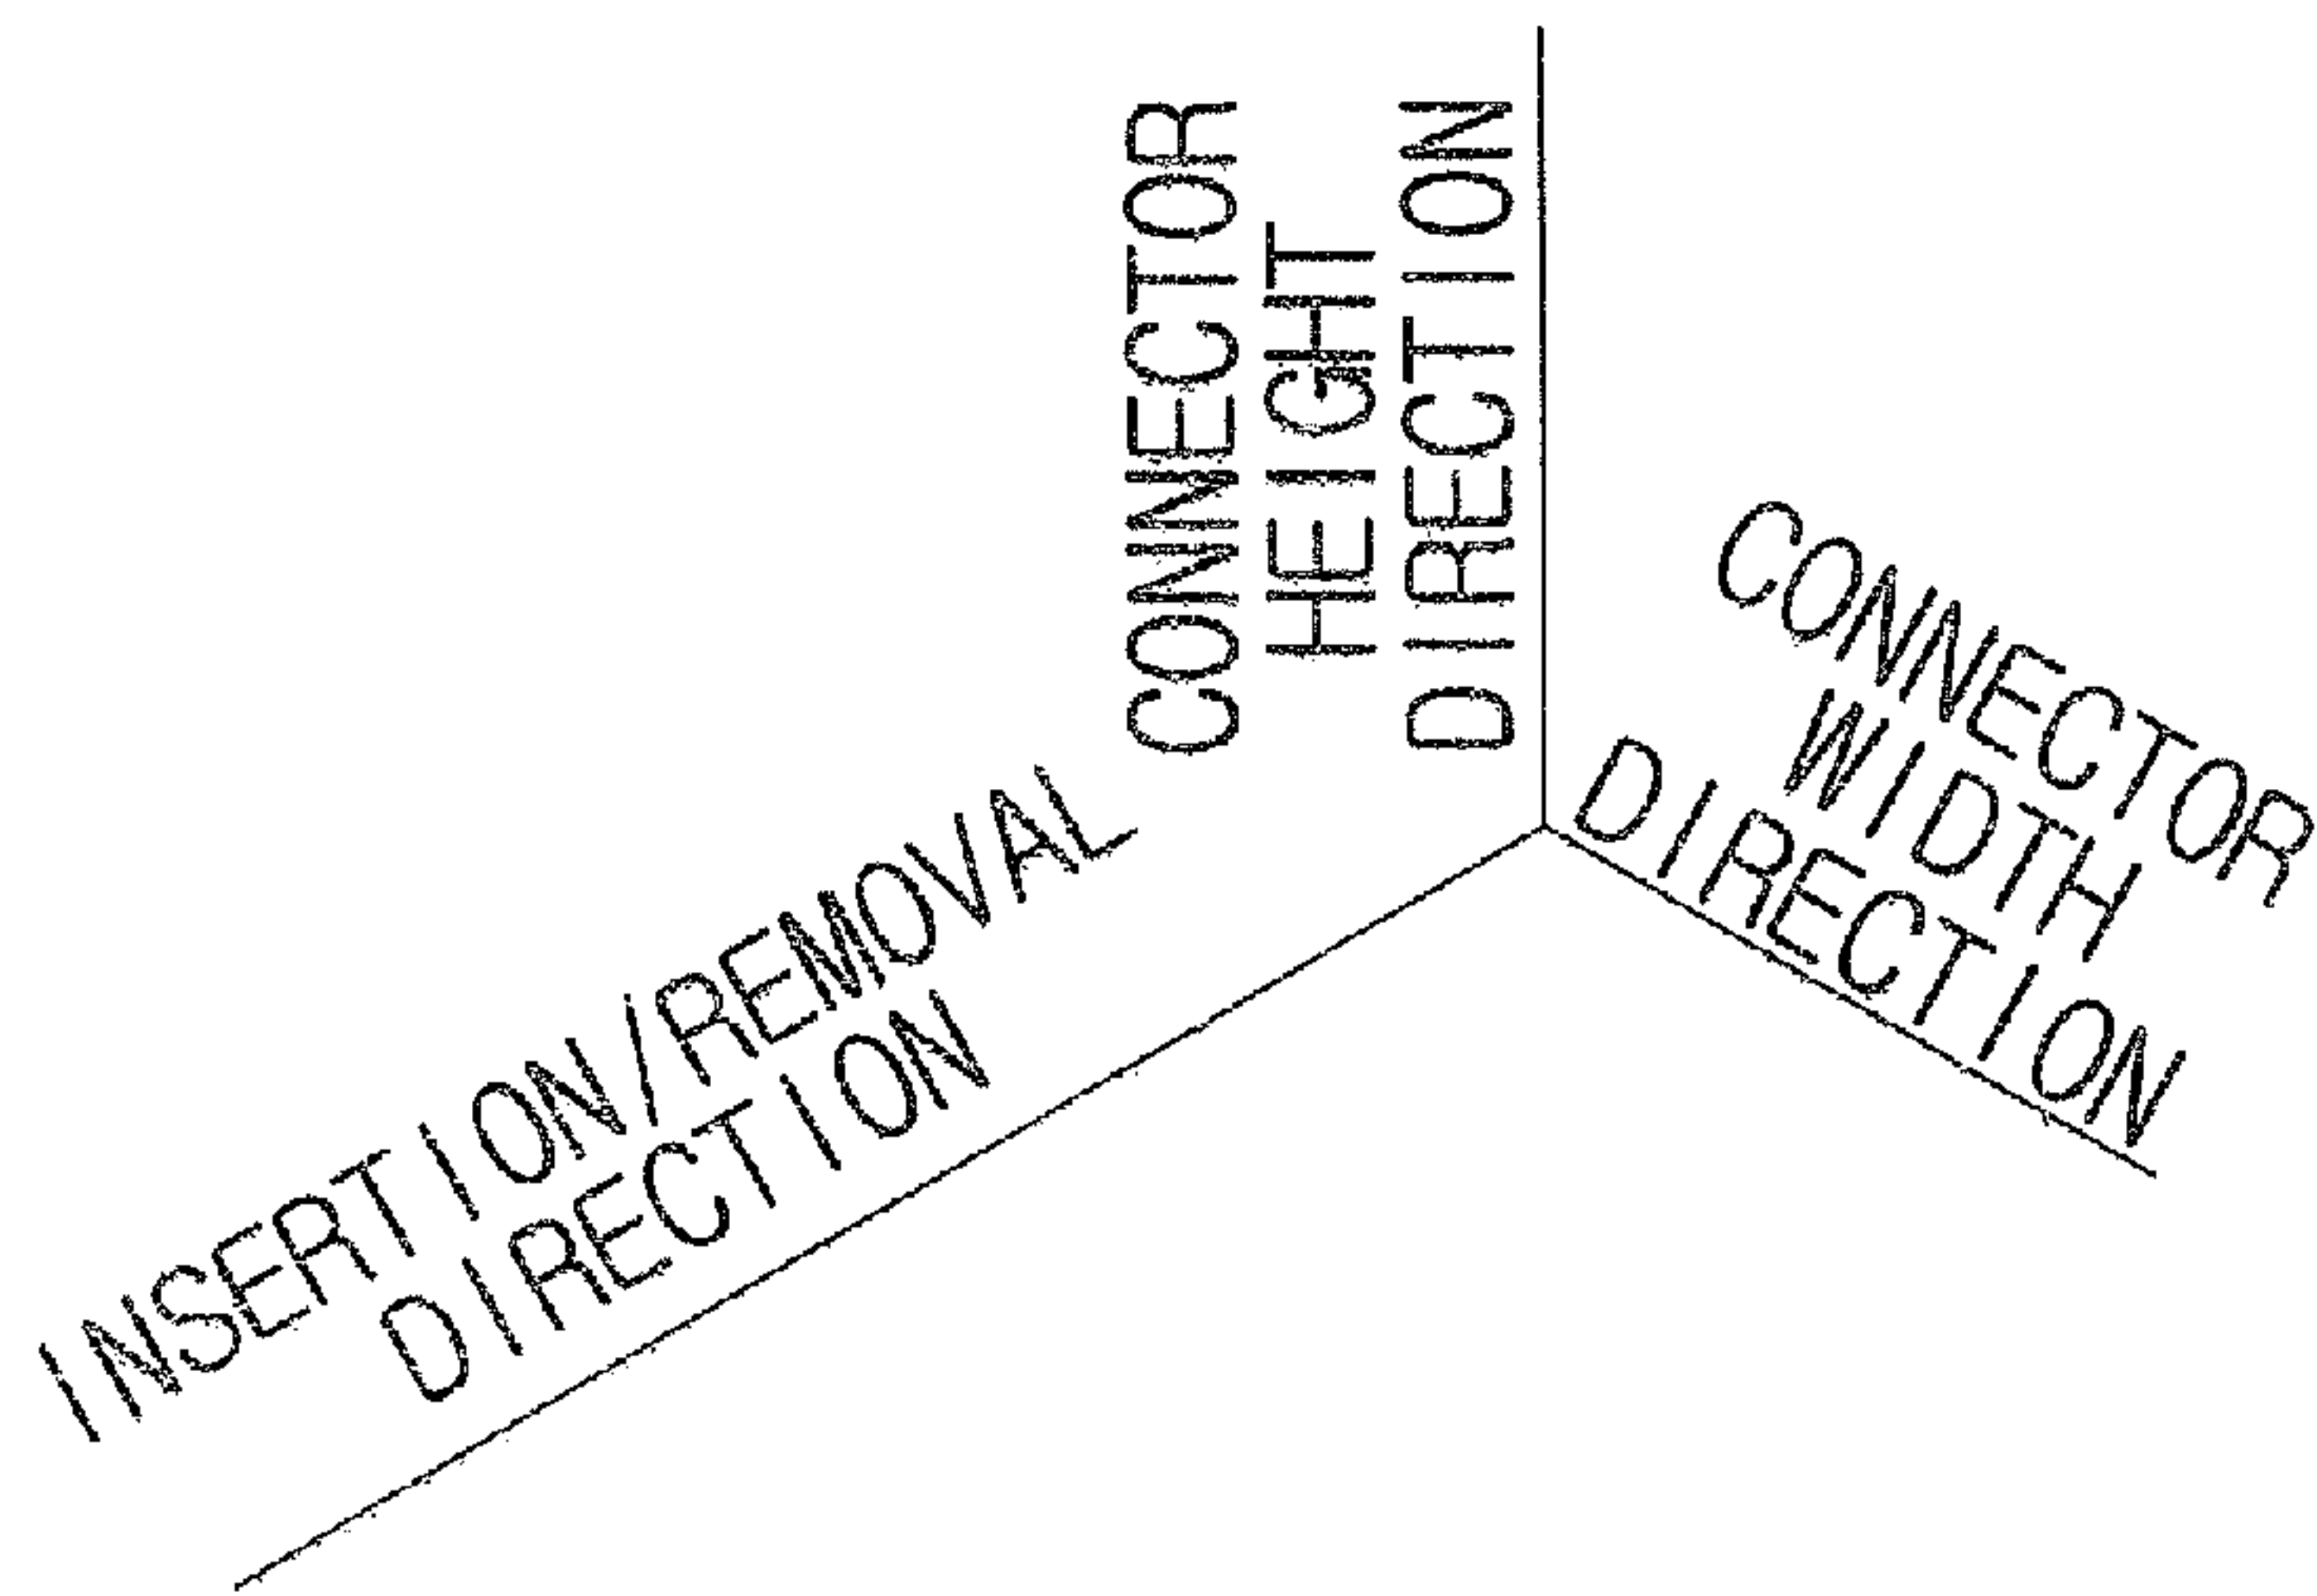 CONNECTOR
HEIGHT
DIRECTION
CONNECTOR
WIDTH
DIRECTION
INSERTION/REMOVAL
DIRECTION